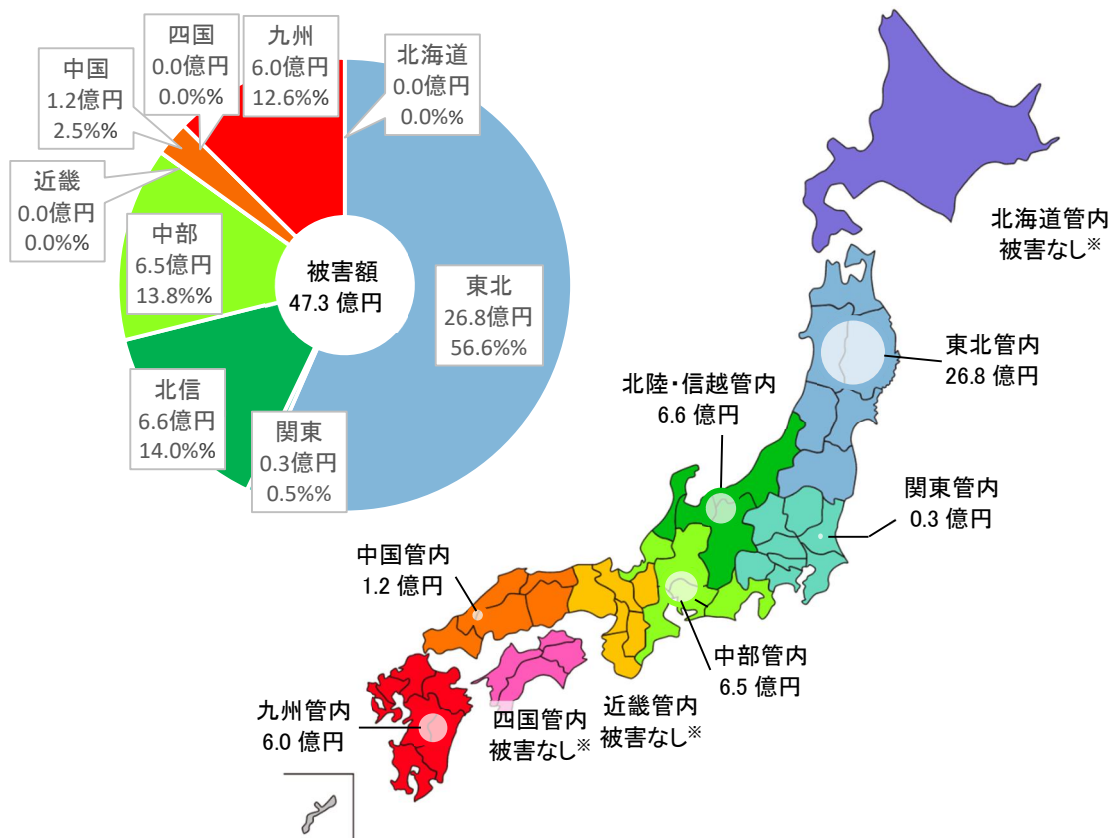 四国
0.0億円
0.0%%
九州
6.0億円
12.6%%
北海道
0.0億円
0.0%%
中国
1.2億円
2.5%%
近畿
0.0億円
0.0%%
中部
6.5億円
13.8%%
被害額
47.3 億円
東北
26.8億円
56.6%%
北信
6.6億円
14.0%%
関東
0.3億円
0.5%%
北海道管内
被害なし※
東北管内
26.8 億円
北陸・信越管内
6.6 億円
関東管内
0.3 億円
中国管内
1.2 億円
中部管内
6.5 億円
九州管内
6.0 億円
四国管内
被害なし※
近畿管内
被害なし※